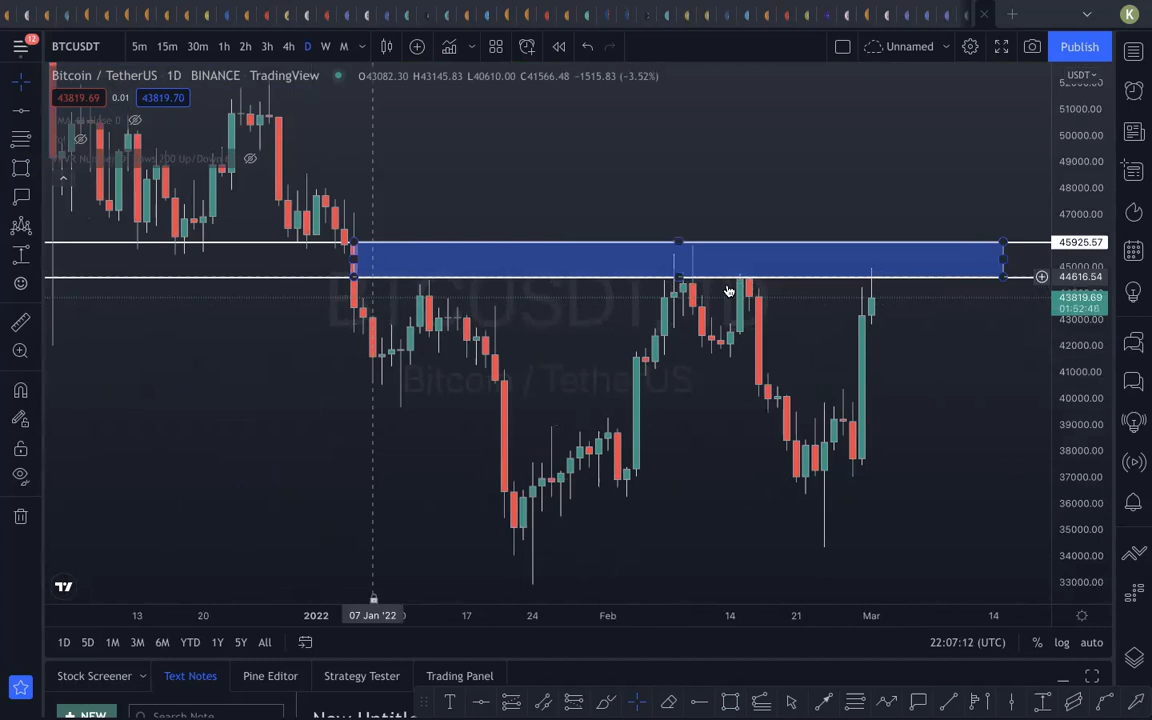 K
12
BTCUSDT 5m 15m 30m 1h 2h 3h 4h D W M Unnamed Publish
Bitcoin / TetherUS 1D BINANCE TradingView O43082.30 H43145.83 L40610.00 C41566.48 −1515.83 (−3.52%) USDT
43819.69 0.01 43819.70
51000.00
50000.00
49000.00
48000.00
47000.00
45925.57
45000.00
44616.54
43819.69
01:52:46
43000.00
42000.00
41000.00
40000.00
39000.00
38000.00
37000.00
36000.00
35000.00
34000.00
33000.00
Bitcoin / TetherUS
13 20 2022 07 Jan '22 17 24 Feb 14 21 Mar 14
1D 5D 1M 3M 6M YTD 1Y 5Y All 22:07:12 (UTC) % log auto
Stock Screener Text Notes Pine Editor Strategy Tester Trading Panel
+ NEW Search Note